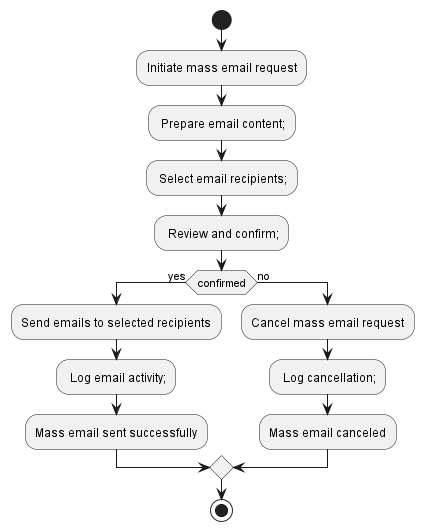 Initiate mass email request
Prepare email content;
Select email recipients;
Review and confirm;
yes
confirmed
no
Send emails to selected recipients
Cancel mass email request
Log email activity;
Log cancellation;
Mass email sent successfully
Mass email canceled